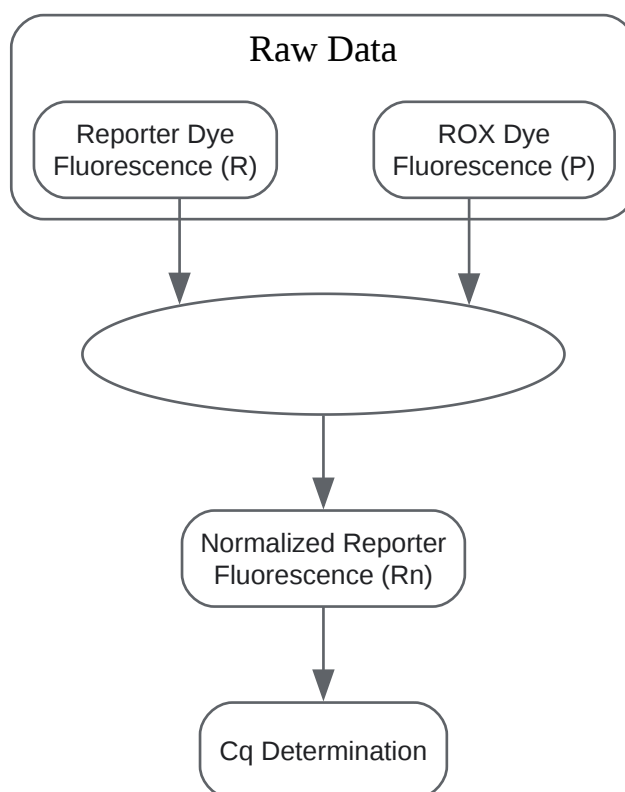 Raw Data
Reporter Dye
Fluorescence (R)
ROX Dye
Fluorescence (P)
Normalized Reporter
Fluorescence (Rn)
Cq Determination